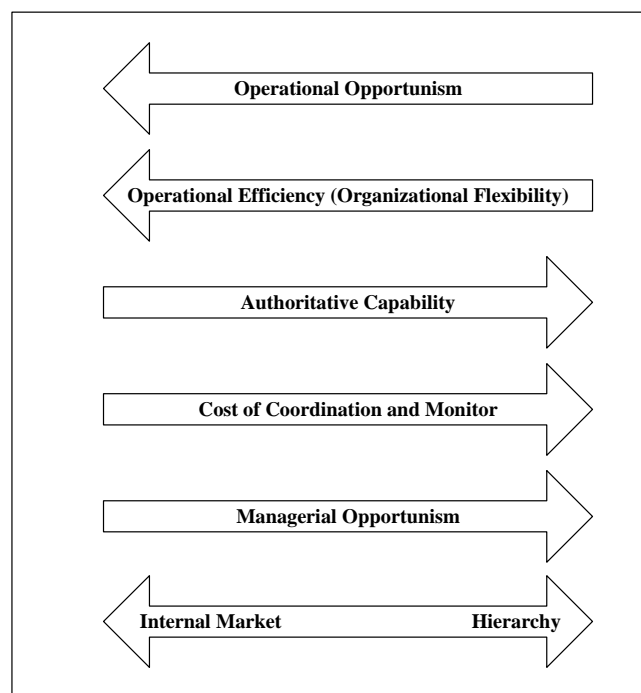 Operational Opportunism
Operational Efficiency (Organizational Flexibility)
Authoritative Capability
Cost of Coordination and Monitor
Managerial Opportunism
Internal Market Hierarchy